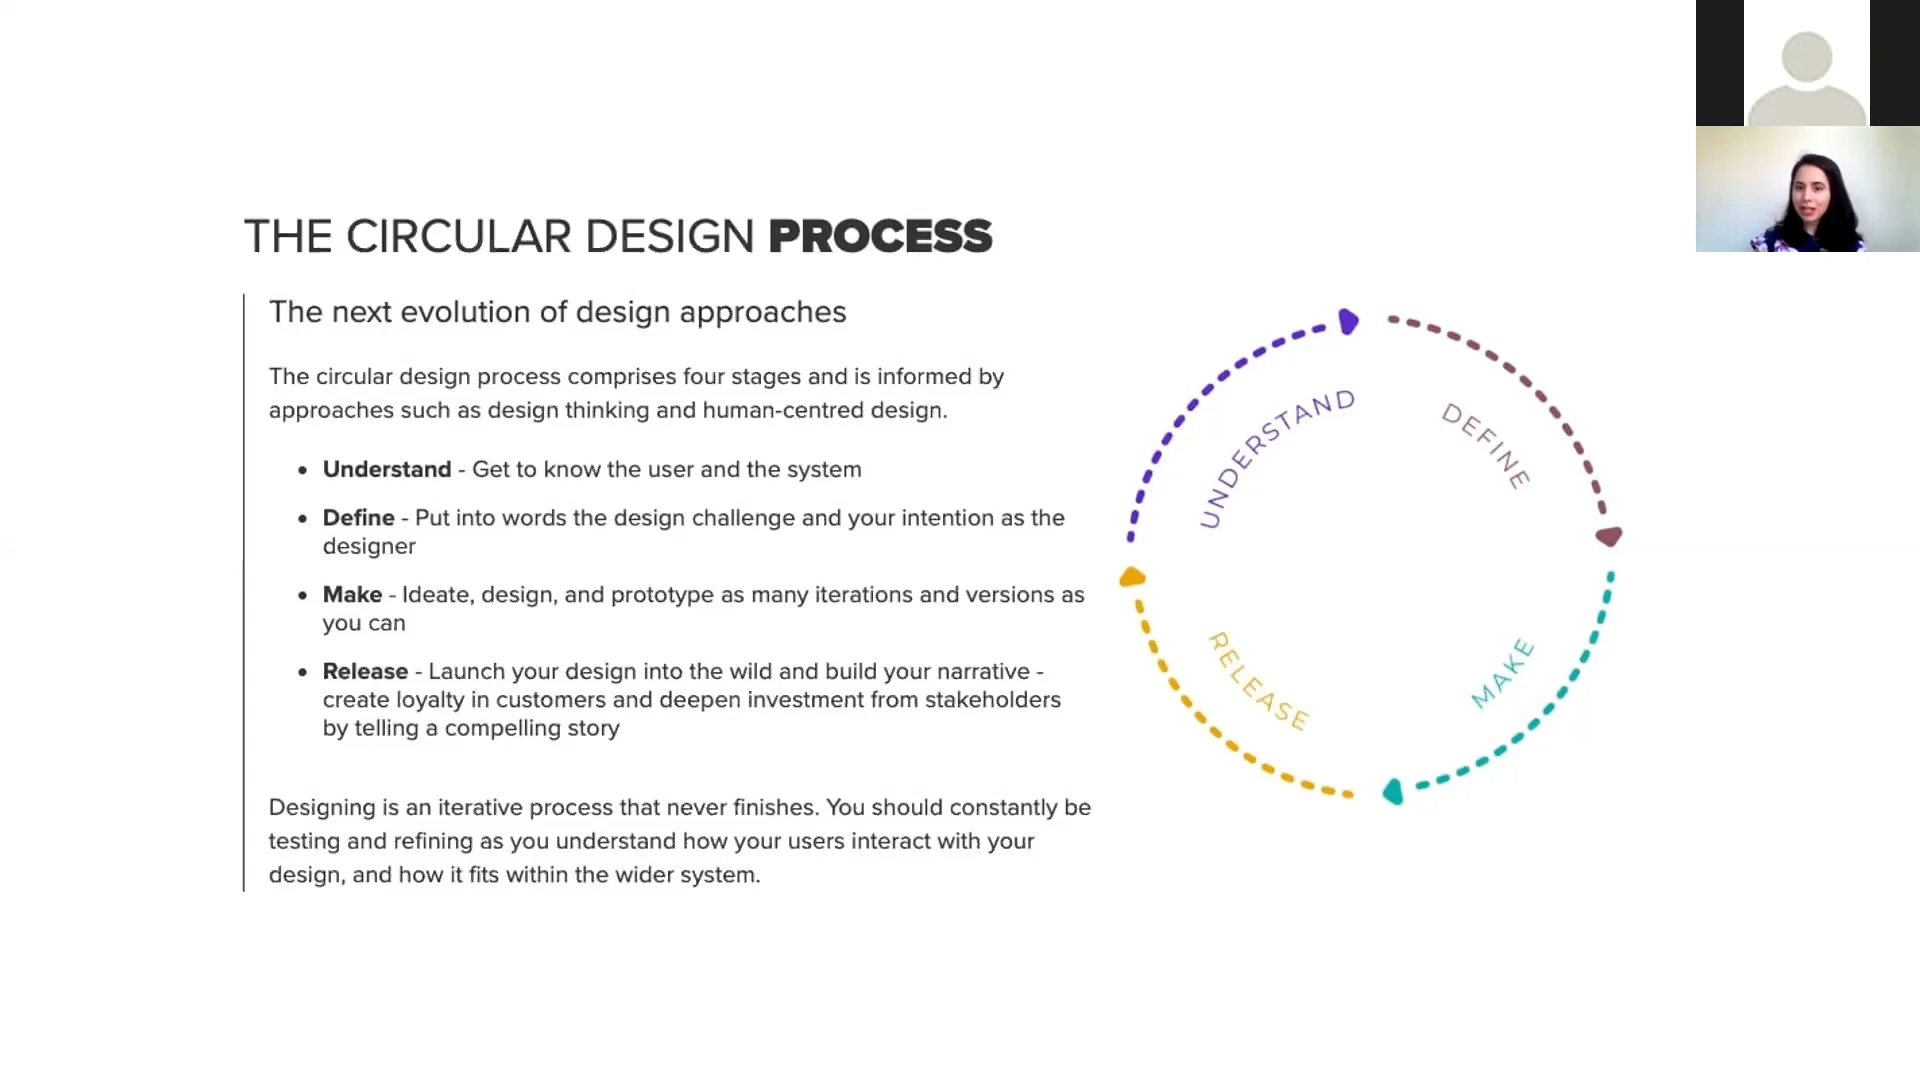 THE CIRCULAR DESIGN PROCESS
The next evolution of design approaches
The circular design process comprises four stages and is informed by
approaches such as design thinking and human-centred design.
• Understand - Get to know the user and the system
• Define - Put into words the design challenge and your intention as the
designer
• Make - Ideate, design, and prototype as many iterations and versions as
you can
• Release - Launch your design into the wild and build your narrative -
create loyalty in customers and deepen investment from stakeholders
by telling a compelling story
Designing is an iterative process that never finishes. You should constantly be
testing and refining as you understand how your users interact with your
design, and how it fits within the wider system.
UNDERSTAND
DEFINE
MAKE
RELEASE